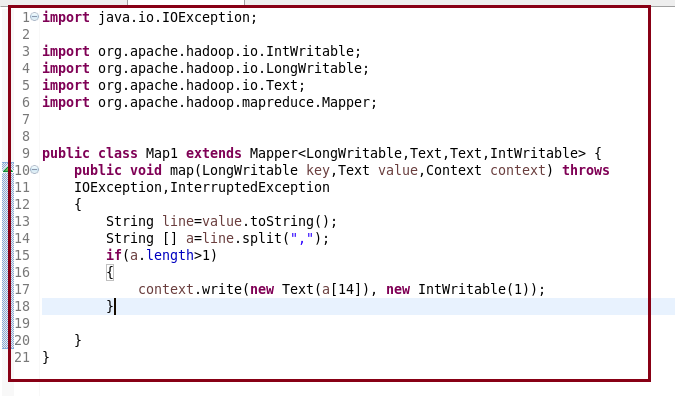 1 import java.io.IOException;
2
3 import org.apache.hadoop.io.IntWritable;
4 import org.apache.hadoop.io.LongWritable;
5 import org.apache.hadoop.io.Text;
6 import org.apache.hadoop.mapreduce.Mapper;
7
8
9 public class Map1 extends Mapper<LongWritable,Text,Text,IntWritable> {
10     public void map(LongWritable key,Text value,Context context) throws
11     IOException,InterruptedException
12     {
13         String line=value.toString();
14         String [] a=line.split(",");
15         if(a.length>1)
16         {
17             context.write(new Text(a[14]), new IntWritable(1));
18         }
19
20     }
21 }